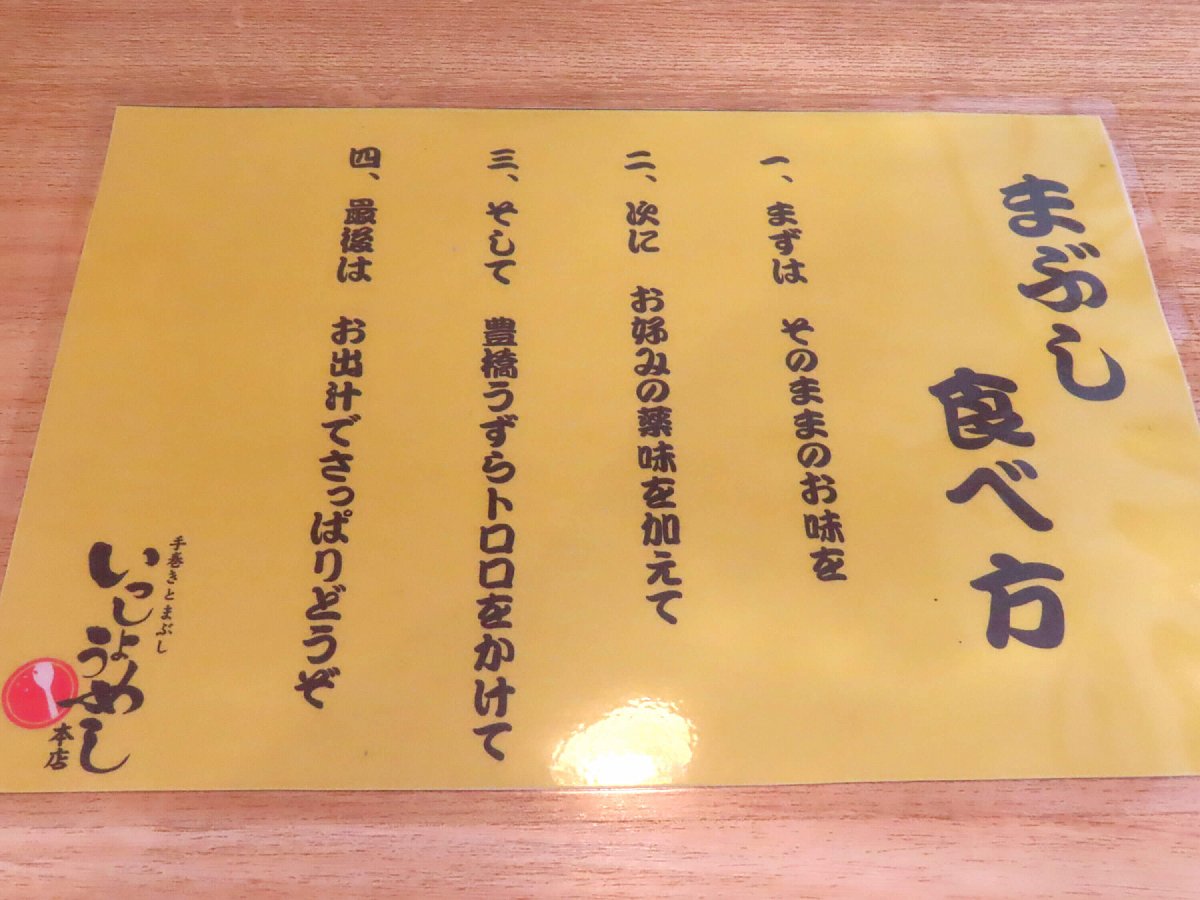 まぶし 食べ方
一、まずは そのままのお味を
二、次に お好みの薬味を加えて
三、そして 豊橋うずらトロロをかけて
四、最後は お出汁でさっぱりどうぞ
手巻きとまぶし
いっしょうめし
本店